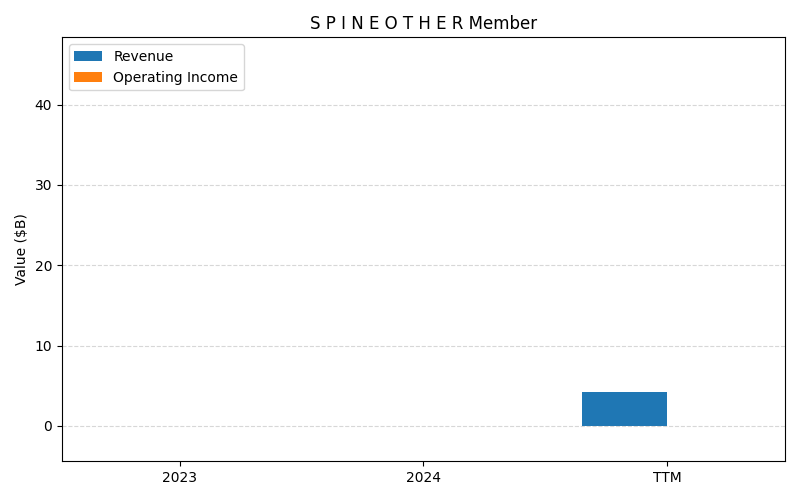 S P I N E O T H E R Member
Revenue
Operating Income
Value ($B)
40
30
20
10
0
2023
2024
TTM